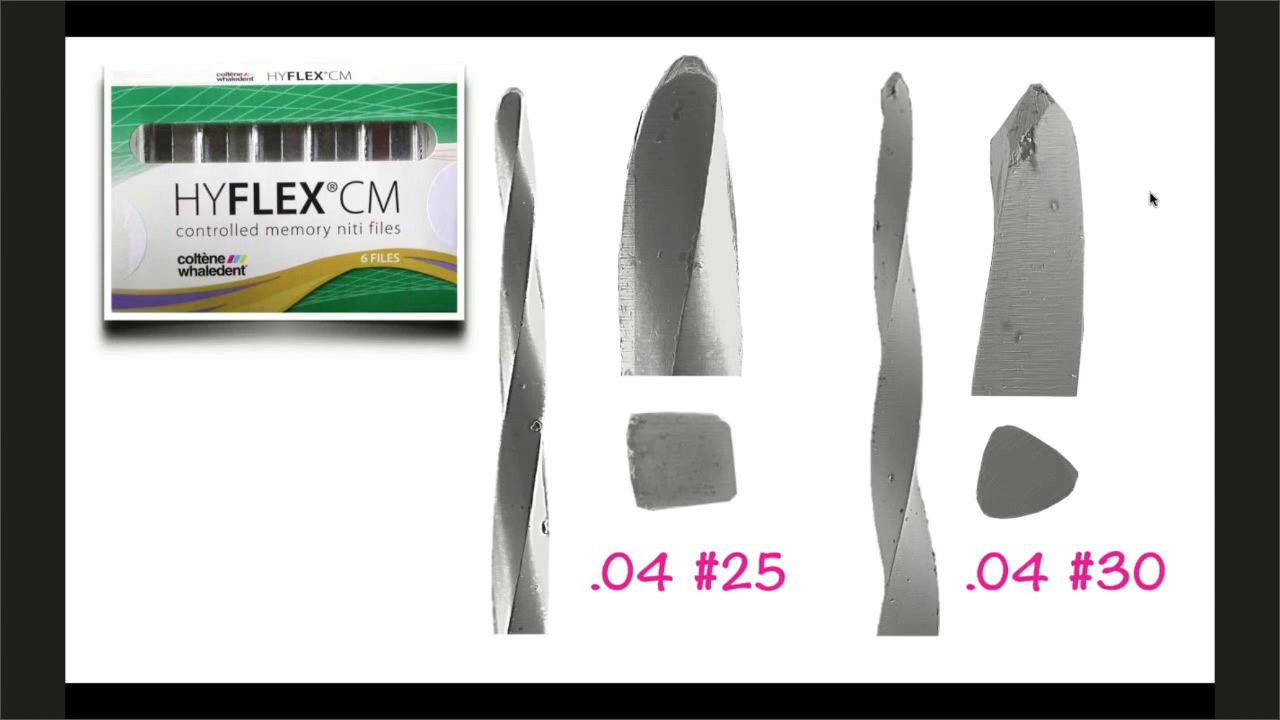 coltène whaledent HYFLEX®CM
HYFLEX®CM
controlled memory niti files
coltène
whaledent®
6 FILES
.04 #25
.04 #30